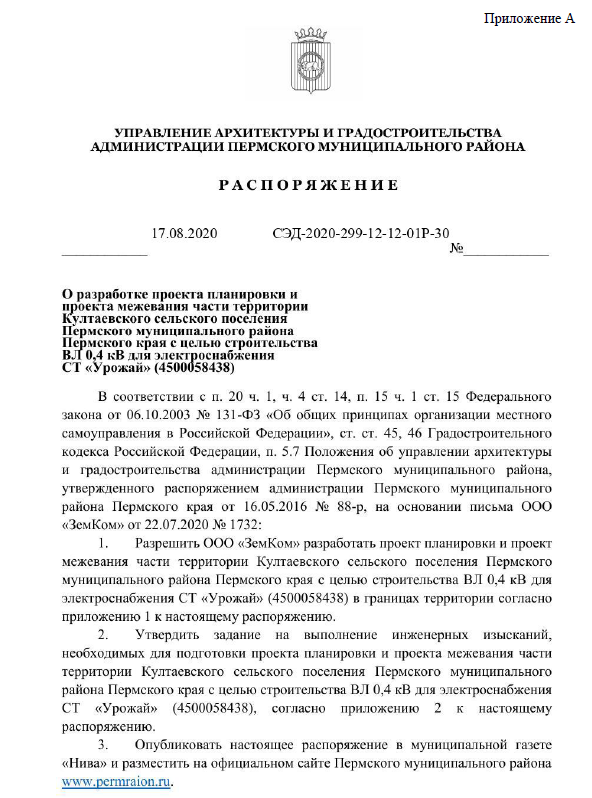 Приложение А
УПРАВЛЕНИЕ АРХИТЕКТУРЫ И ГРАДОСТРОИТЕЛЬСТВА
АДМИНИСТРАЦИИ ПЕРМСКОГО МУНИЦИПАЛЬНОГО РАЙОНА
Р А С П О Р Я Ж Е Н И Е
17.08.2020 СЭД-2020-299-12-12-01Р-30
____________ №____________
О разработке проекта планировки и
проекта межевания части территории
Култаевского сельского поселения
Пермского муниципального района
Пермского края с целью строительства
ВЛ 0,4 кВ для электроснабжения
СТ «Урожай» (4500058438)
В соответствии с п. 20 ч. 1, ч. 4 ст. 14, п. 15 ч. 1 ст. 15 Федерального
закона от 06.10.2003 № 131-ФЗ «Об общих принципах организации местного
самоуправления в Российской Федерации», ст. ст. 45, 46 Градостроительного
кодекса Российской Федерации, п. 5.7 Положения об управлении архитектуры
и градостроительства администрации Пермского муниципального района,
утвержденного распоряжением администрации Пермского муниципального
района Пермского края от 16.05.2016 № 88-р, на основании письма ООО
«ЗемКом» от 22.07.2020 № 1732:
1. Разрешить ООО «ЗемКом» разработать проект планировки и проект
межевания части территории Култаевского сельского поселения Пермского
муниципального района Пермского края с целью строительства ВЛ 0,4 кВ для
электроснабжения СТ «Урожай» (4500058438) в границах территории согласно
приложению 1 к настоящему распоряжению.
2. Утвердить задание на выполнение инженерных изысканий,
необходимых для подготовки проекта планировки и проекта межевания части
территории Култаевского сельского поселения Пермского муниципального
района Пермского края с целью строительства ВЛ 0,4 кВ для электроснабжения
СТ «Урожай» (4500058438), согласно приложению 2 к настоящему
распоряжению.
3. Опубликовать настоящее распоряжение в муниципальной газете
«Нива» и разместить на официальном сайте Пермского муниципального района
www.permraion.ru.